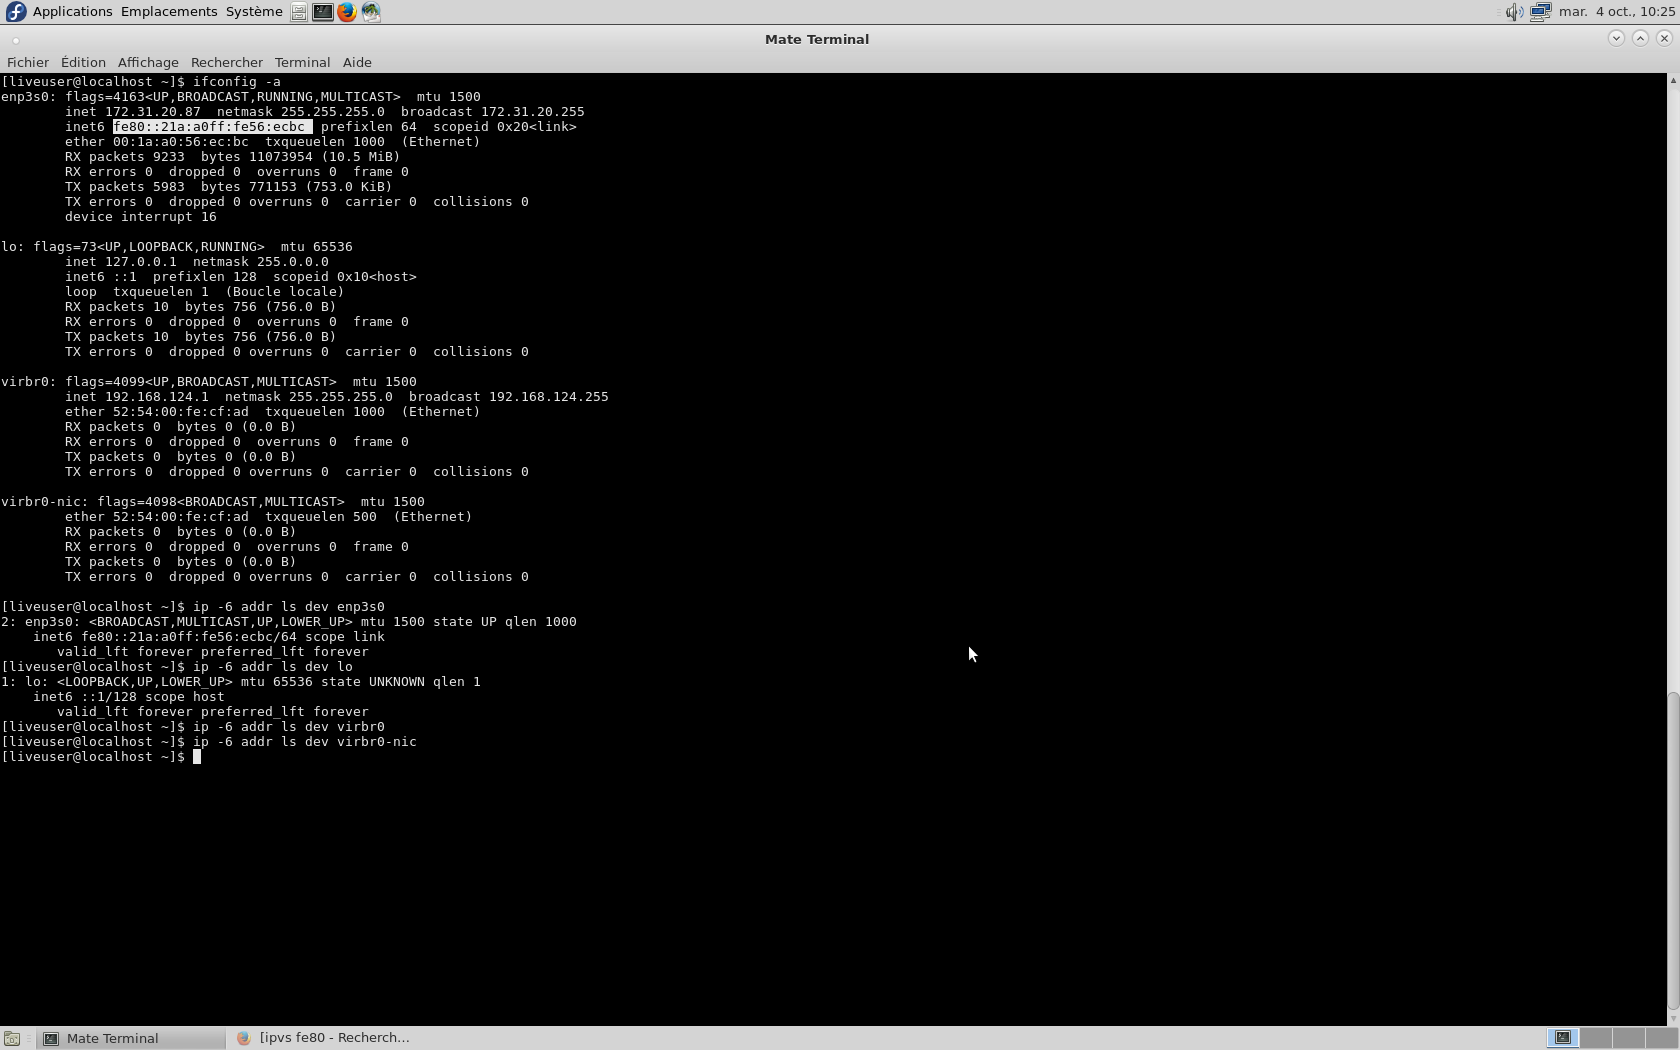 Applications Emplacements Système mar. 4 oct., 10:25
Mate Terminal
Fichier Édition Affichage Rechercher Terminal Aide
[liveuser@localhost ~]$ ifconfig -a
enp3s0: flags=4163<UP,BROADCAST,RUNNING,MULTICAST>  mtu 1500
        inet 172.31.20.87  netmask 255.255.255.0  broadcast 172.31.20.255
        inet6 fe80::21a:a0ff:fe56:ecbc  prefixlen 64  scopeid 0x20<link>
        ether 00:1a:a0:56:ec:bc  txqueuelen 1000  (Ethernet)
        RX packets 9233  bytes 11073954 (10.5 MiB)
        RX errors 0  dropped 0  overruns 0  frame 0
        TX packets 5983  bytes 771153 (753.0 KiB)
        TX errors 0  dropped 0 overruns 0  carrier 0  collisions 0
        device interrupt 16

lo: flags=73<UP,LOOPBACK,RUNNING>  mtu 65536
        inet 127.0.0.1  netmask 255.0.0.0
        inet6 ::1  prefixlen 128  scopeid 0x10<host>
        loop  txqueuelen 1  (Boucle locale)
        RX packets 10  bytes 756 (756.0 B)
        RX errors 0  dropped 0  overruns 0  frame 0
        TX packets 10  bytes 756 (756.0 B)
        TX errors 0  dropped 0 overruns 0  carrier 0  collisions 0

virbr0: flags=4099<UP,BROADCAST,MULTICAST>  mtu 1500
        inet 192.168.124.1  netmask 255.255.255.0  broadcast 192.168.124.255
        ether 52:54:00:fe:cf:ad  txqueuelen 1000  (Ethernet)
        RX packets 0  bytes 0 (0.0 B)
        RX errors 0  dropped 0  overruns 0  frame 0
        TX packets 0  bytes 0 (0.0 B)
        TX errors 0  dropped 0 overruns 0  carrier 0  collisions 0

virbr0-nic: flags=4098<BROADCAST,MULTICAST>  mtu 1500
        ether 52:54:00:fe:cf:ad  txqueuelen 500  (Ethernet)
        RX packets 0  bytes 0 (0.0 B)
        RX errors 0  dropped 0  overruns 0  frame 0
        TX packets 0  bytes 0 (0.0 B)
        TX errors 0  dropped 0 overruns 0  carrier 0  collisions 0

[liveuser@localhost ~]$ ip -6 addr ls dev enp3s0
2: enp3s0: <BROADCAST,MULTICAST,UP,LOWER_UP> mtu 1500 state UP qlen 1000
    inet6 fe80::21a:a0ff:fe56:ecbc/64 scope link
       valid_lft forever preferred_lft forever
[liveuser@localhost ~]$ ip -6 addr ls dev lo
1: lo: <LOOPBACK,UP,LOWER_UP> mtu 65536 state UNKNOWN qlen 1
    inet6 ::1/128 scope host
       valid_lft forever preferred_lft forever
[liveuser@localhost ~]$ ip -6 addr ls dev virbr0
[liveuser@localhost ~]$ ip -6 addr ls dev virbr0-nic
[liveuser@localhost ~]$
Mate Terminal [ipvs fe80 - Recherch...